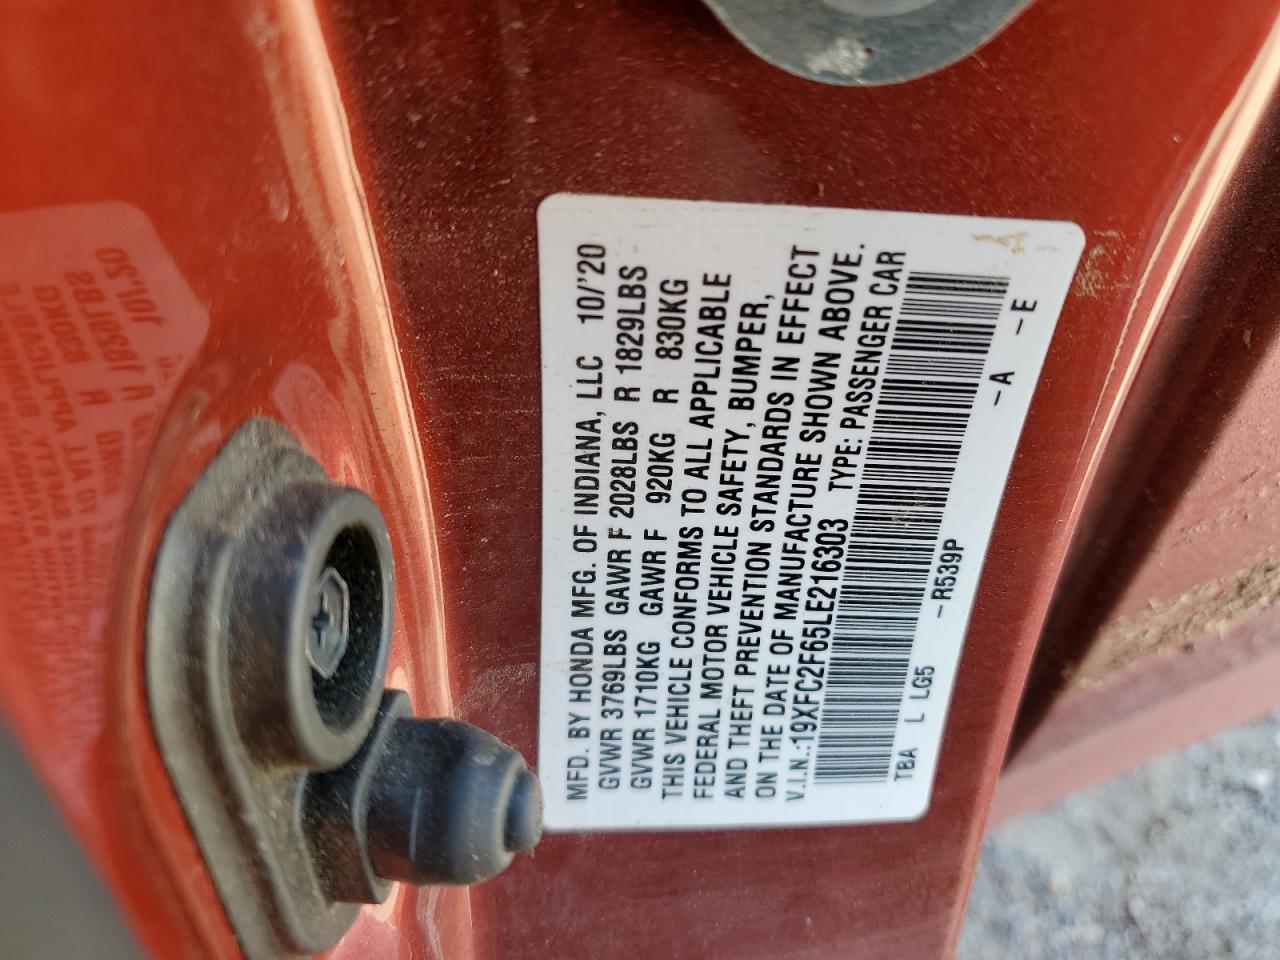 MFD. BY HONDA MFG. OF INDIANA, LLC 10/'20
GVWR 3769LBS GAWR F 2028LBS R 1829LBS
GVWR 1710KG GAWR F 920KG R 830KG
THIS VEHICLE CONFORMS TO ALL APPLICABLE
FEDERAL MOTOR VEHICLE SAFETY, BUMPER,
AND THEFT PREVENTION STANDARDS IN EFFECT
ON THE DATE OF MANUFACTURE SHOWN ABOVE.
V.I.N.:19XFC2F65LE216303 TYPE: PASSENGER CAR
TBA L LG5 -R539P -A -E